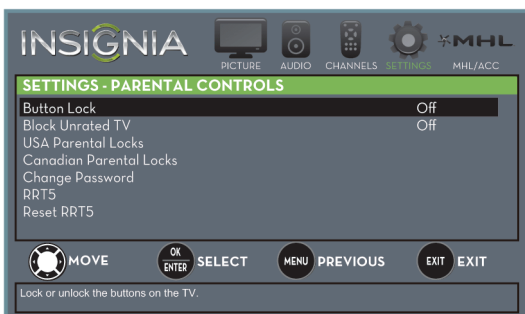 INSIGNIA
PICTURE AUDIO CHANNELS SETTINGS MHL/ACC
MHL
SETTINGS - PARENTAL CONTROLS
Button Lock Off
Block Unrated TV Off
USA Parental Locks
Canadian Parental Locks
Change Password
RRT5
Reset RRT5
MOVE OK ENTER SELECT MENU PREVIOUS EXIT EXIT
Lock or unlock the buttons on the TV.